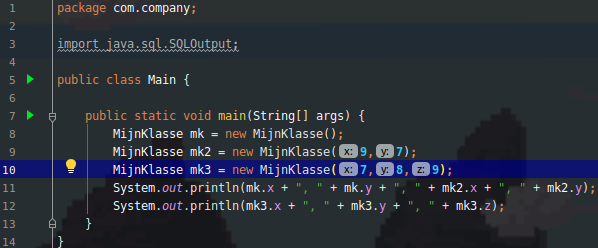 1 package com.company;
2
3 import java.sql.SQLOutput;
4
5 public class Main {
6
7 public static void main(String[] args) {
8 MijnKlasse mk = new MijnKlasse();
9 MijnKlasse mk2 = new MijnKlasse( x: 9, y: 7);
10 MijnKlasse mk3 = new MijnKlasse( x: 7, y: 8, z: 9);
11 System.out.println(mk.x + ", " + mk.y + ", " + mk2.x + ", " + mk2.y);
12 System.out.println(mk3.x + ", " + mk3.y + ", " + mk3.z);
13 }
14 }